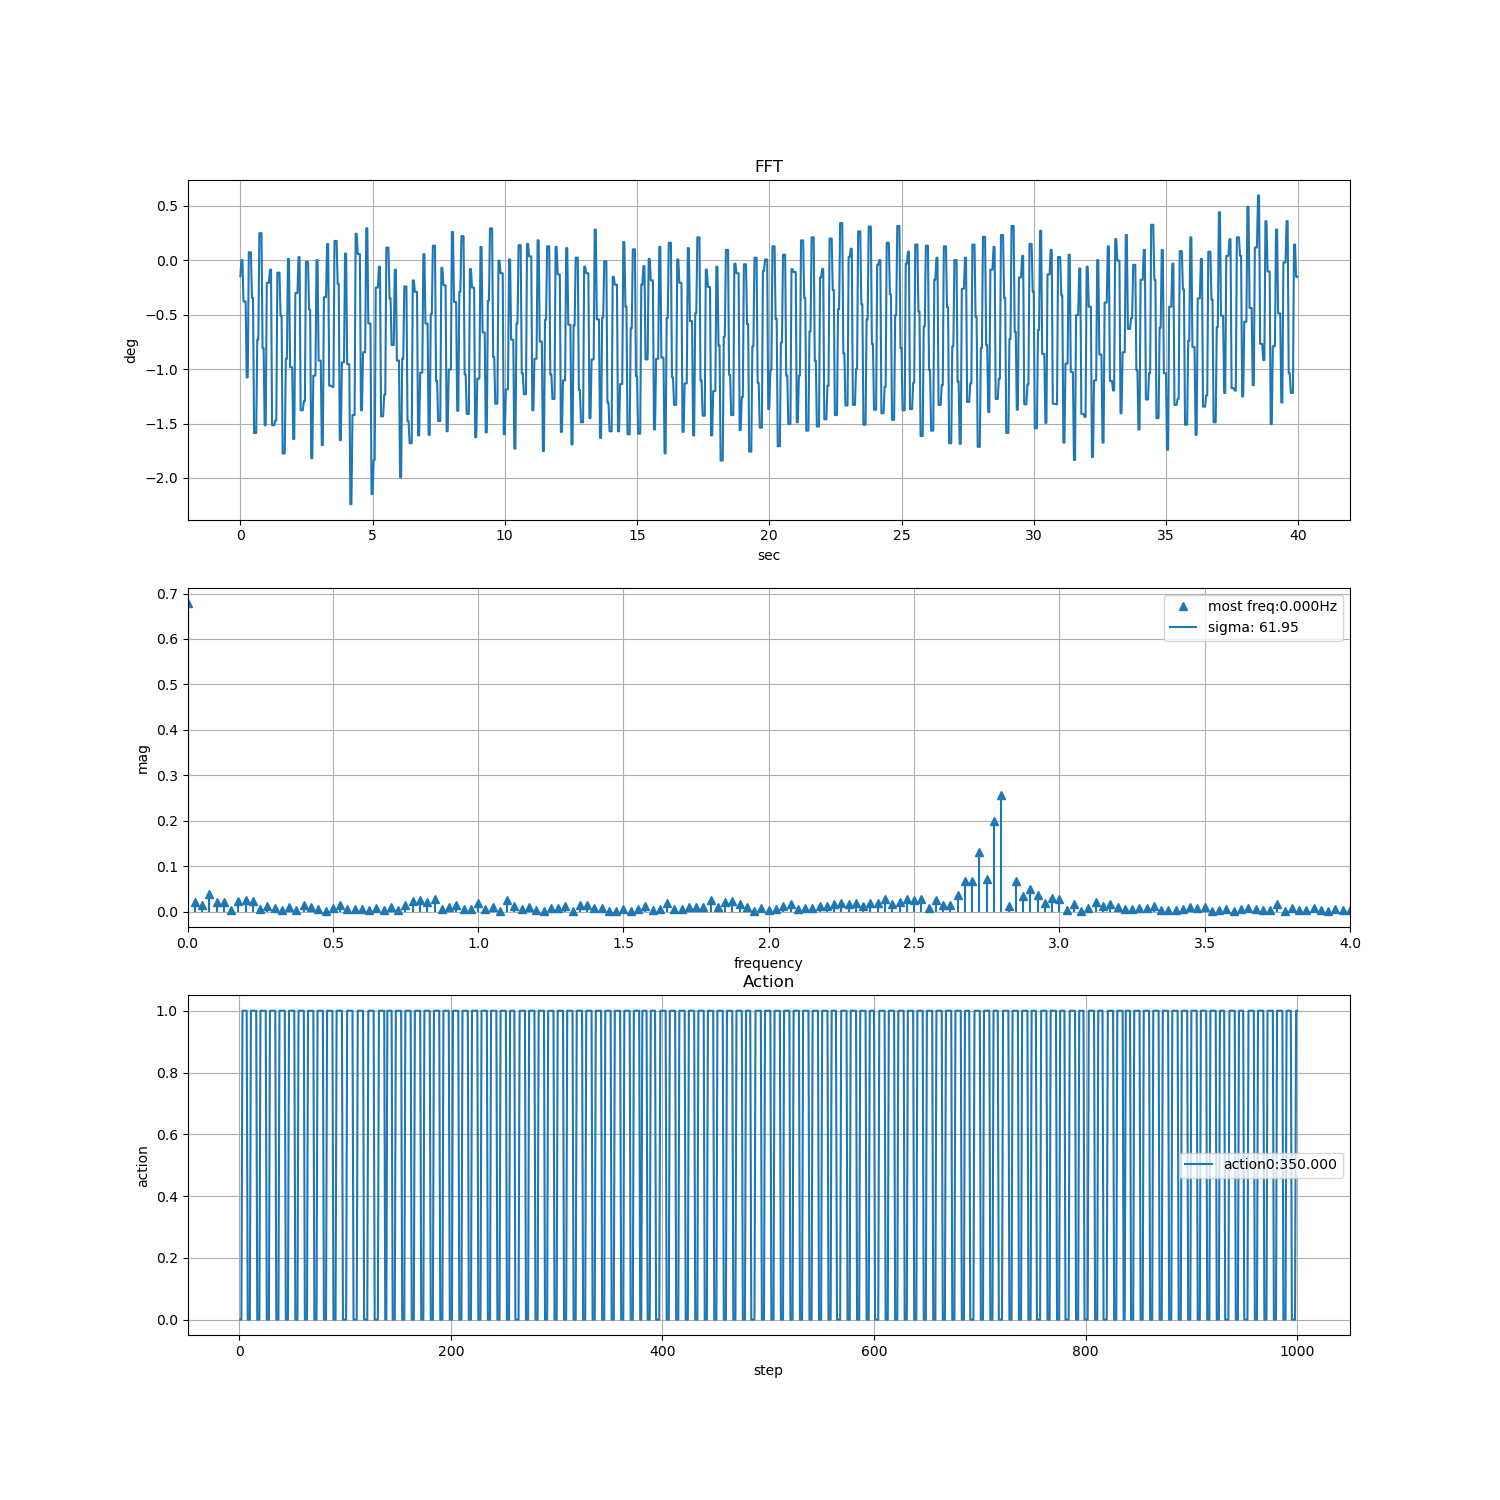 FFT
0.5
0.0
−0.5
−1.0
−1.5
−2.0
deg
0 5 10 15 20 25 30 35 40
sec
0.7
0.6
0.5
0.4
0.3
0.2
0.1
0.0
mag
most freq:0.000Hz
sigma: 61.95
0.0 0.5 1.0 1.5 2.0 2.5 3.0 3.5 4.0
frequency
Action
1.0
0.8
0.6
0.4
0.2
0.0
action
action0:350.000
0 200 400 600 800 1000
step